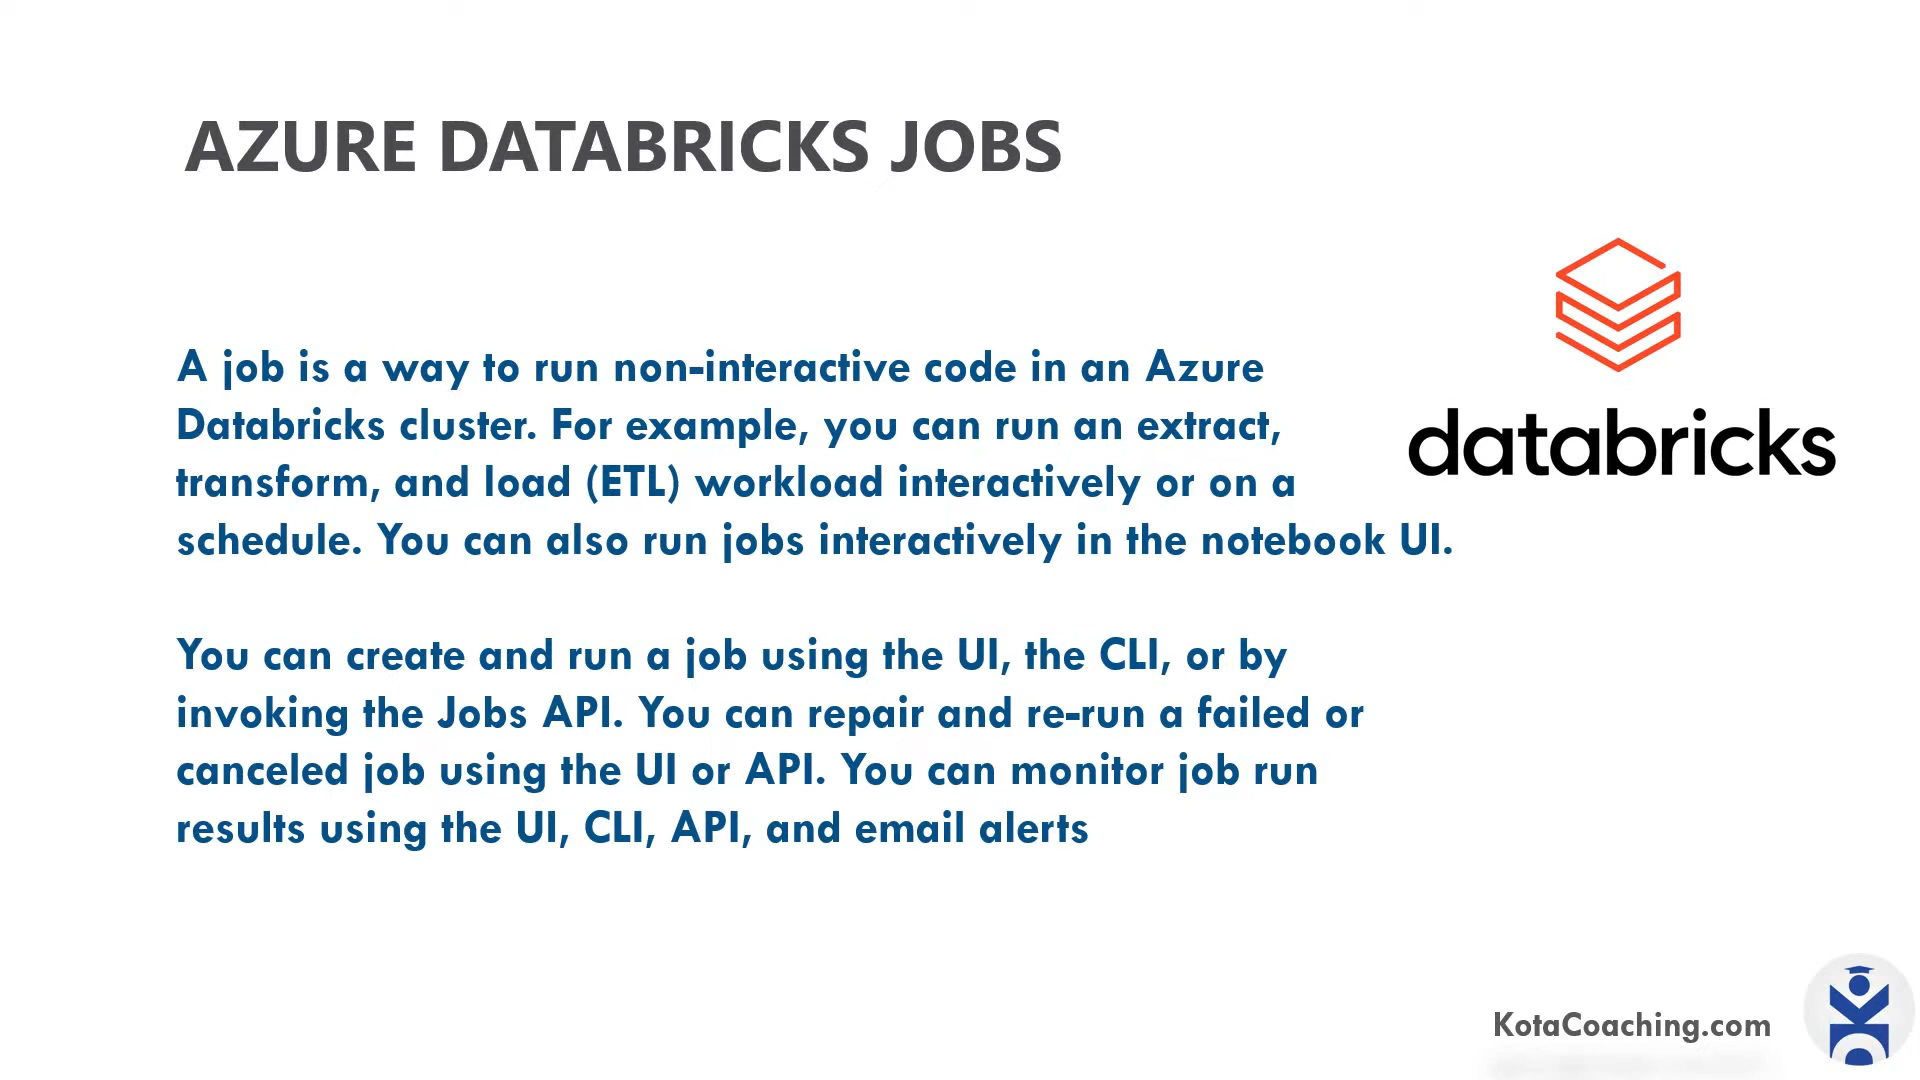 AZURE DATABRICKS JOBS
A job is a way to run non-interactive code in an Azure
Databricks cluster. For example, you can run an extract,
transform, and load (ETL) workload interactively or on a
schedule. You can also run jobs interactively in the notebook UI.
databricks
You can create and run a job using the UI, the CLI, or by
invoking the Jobs API. You can repair and re-run a failed or
canceled job using the UI or API. You can monitor job run
results using the UI, CLI, API, and email alerts
KotaCoaching.com